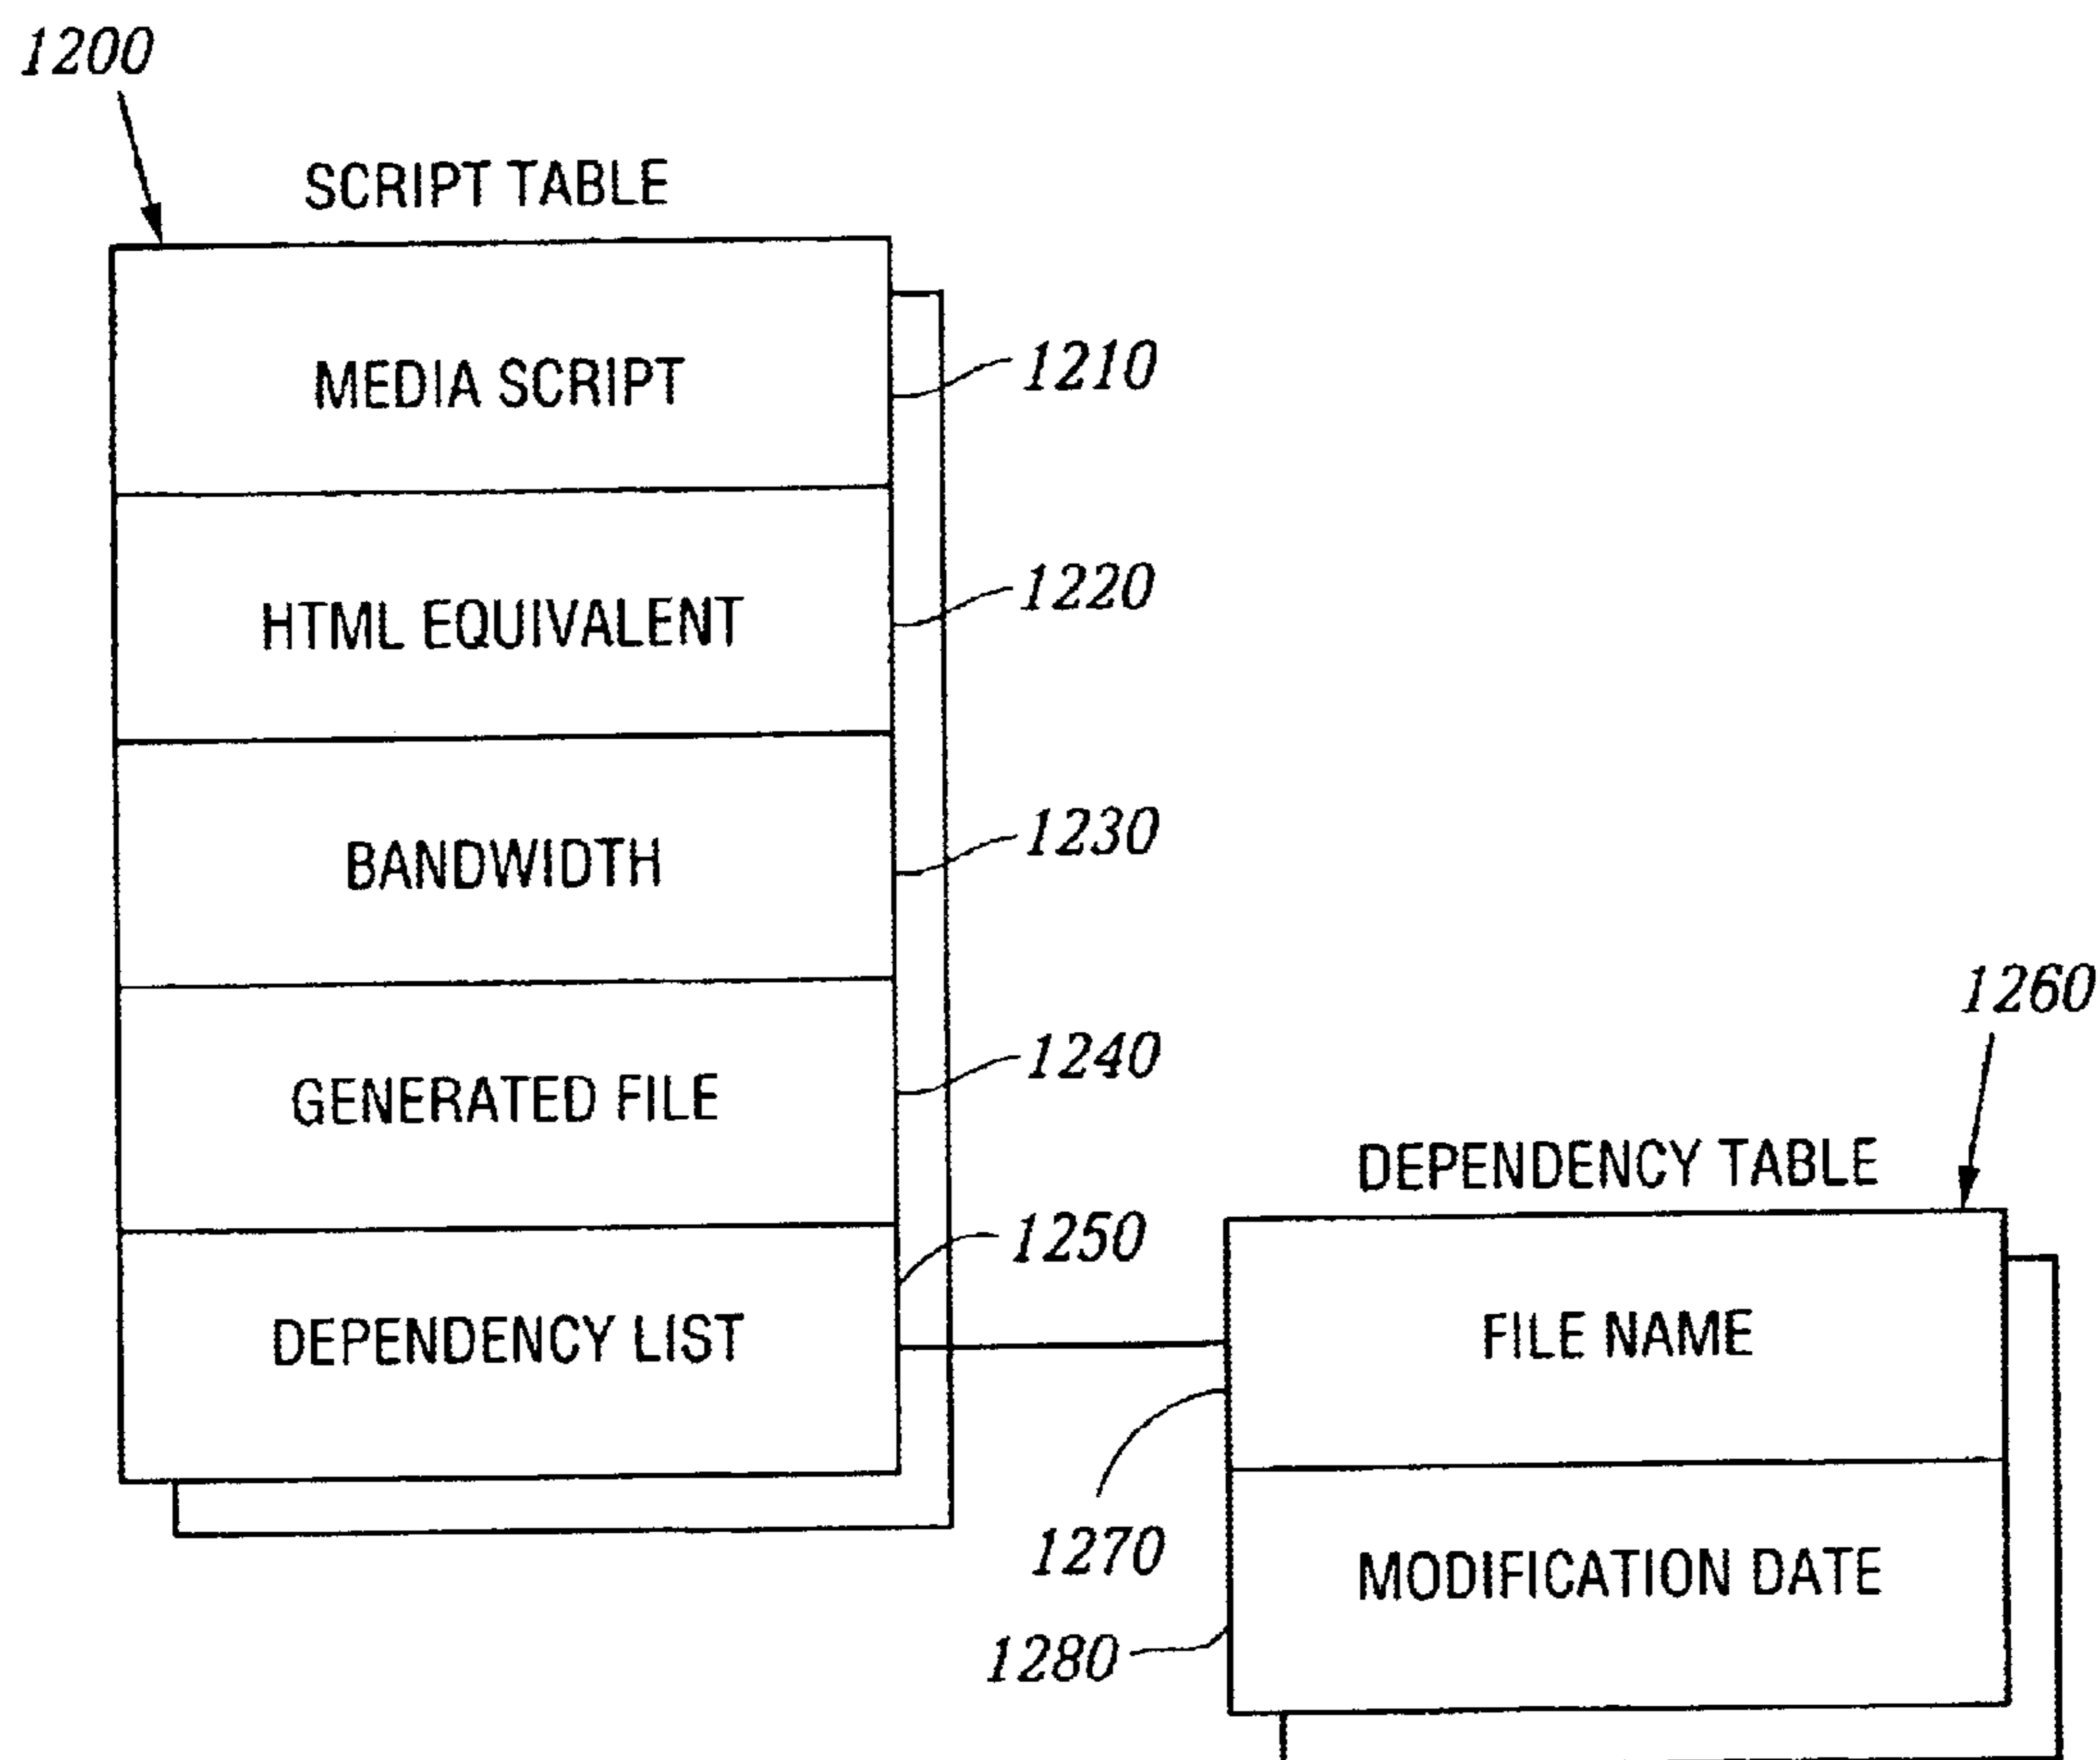 1200
SCRIPT TABLE
MEDIA SCRIPT
1210
HTML EQUIVALENT
1220
BANDWIDTH
1230
GENERATED FILE
1240
DEPENDENCY LIST
1250
1260
DEPENDENCY TABLE
FILE NAME
1270
MODIFICATION DATE
1280